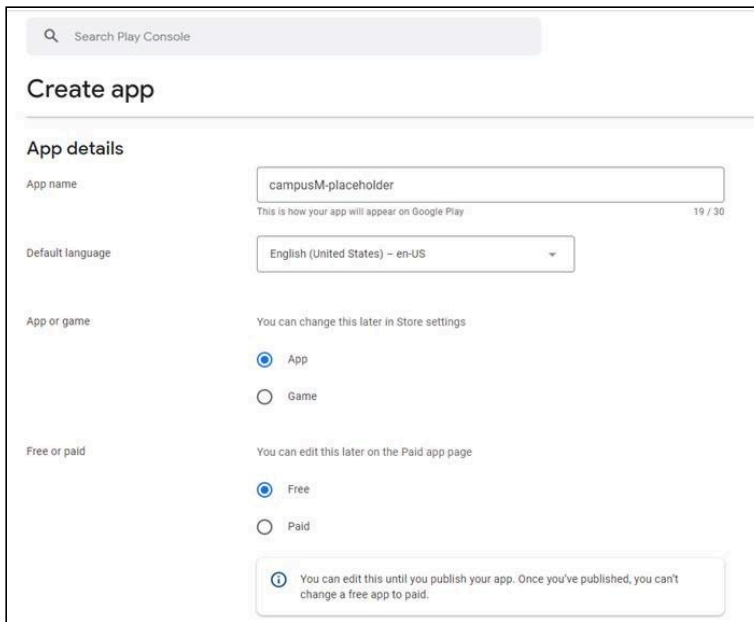 Search Play Console
Create app
App details
App name
campusM-placeholder
This is how your app will appear on Google Play
19 / 30
Default language
English (United States) – en-US
App or game
You can change this later in Store settings
App
Game
Free or paid
You can edit this later on the Paid app page
Free
Paid
You can edit this until you publish your app. Once you've published, you can't
change a free app to paid.